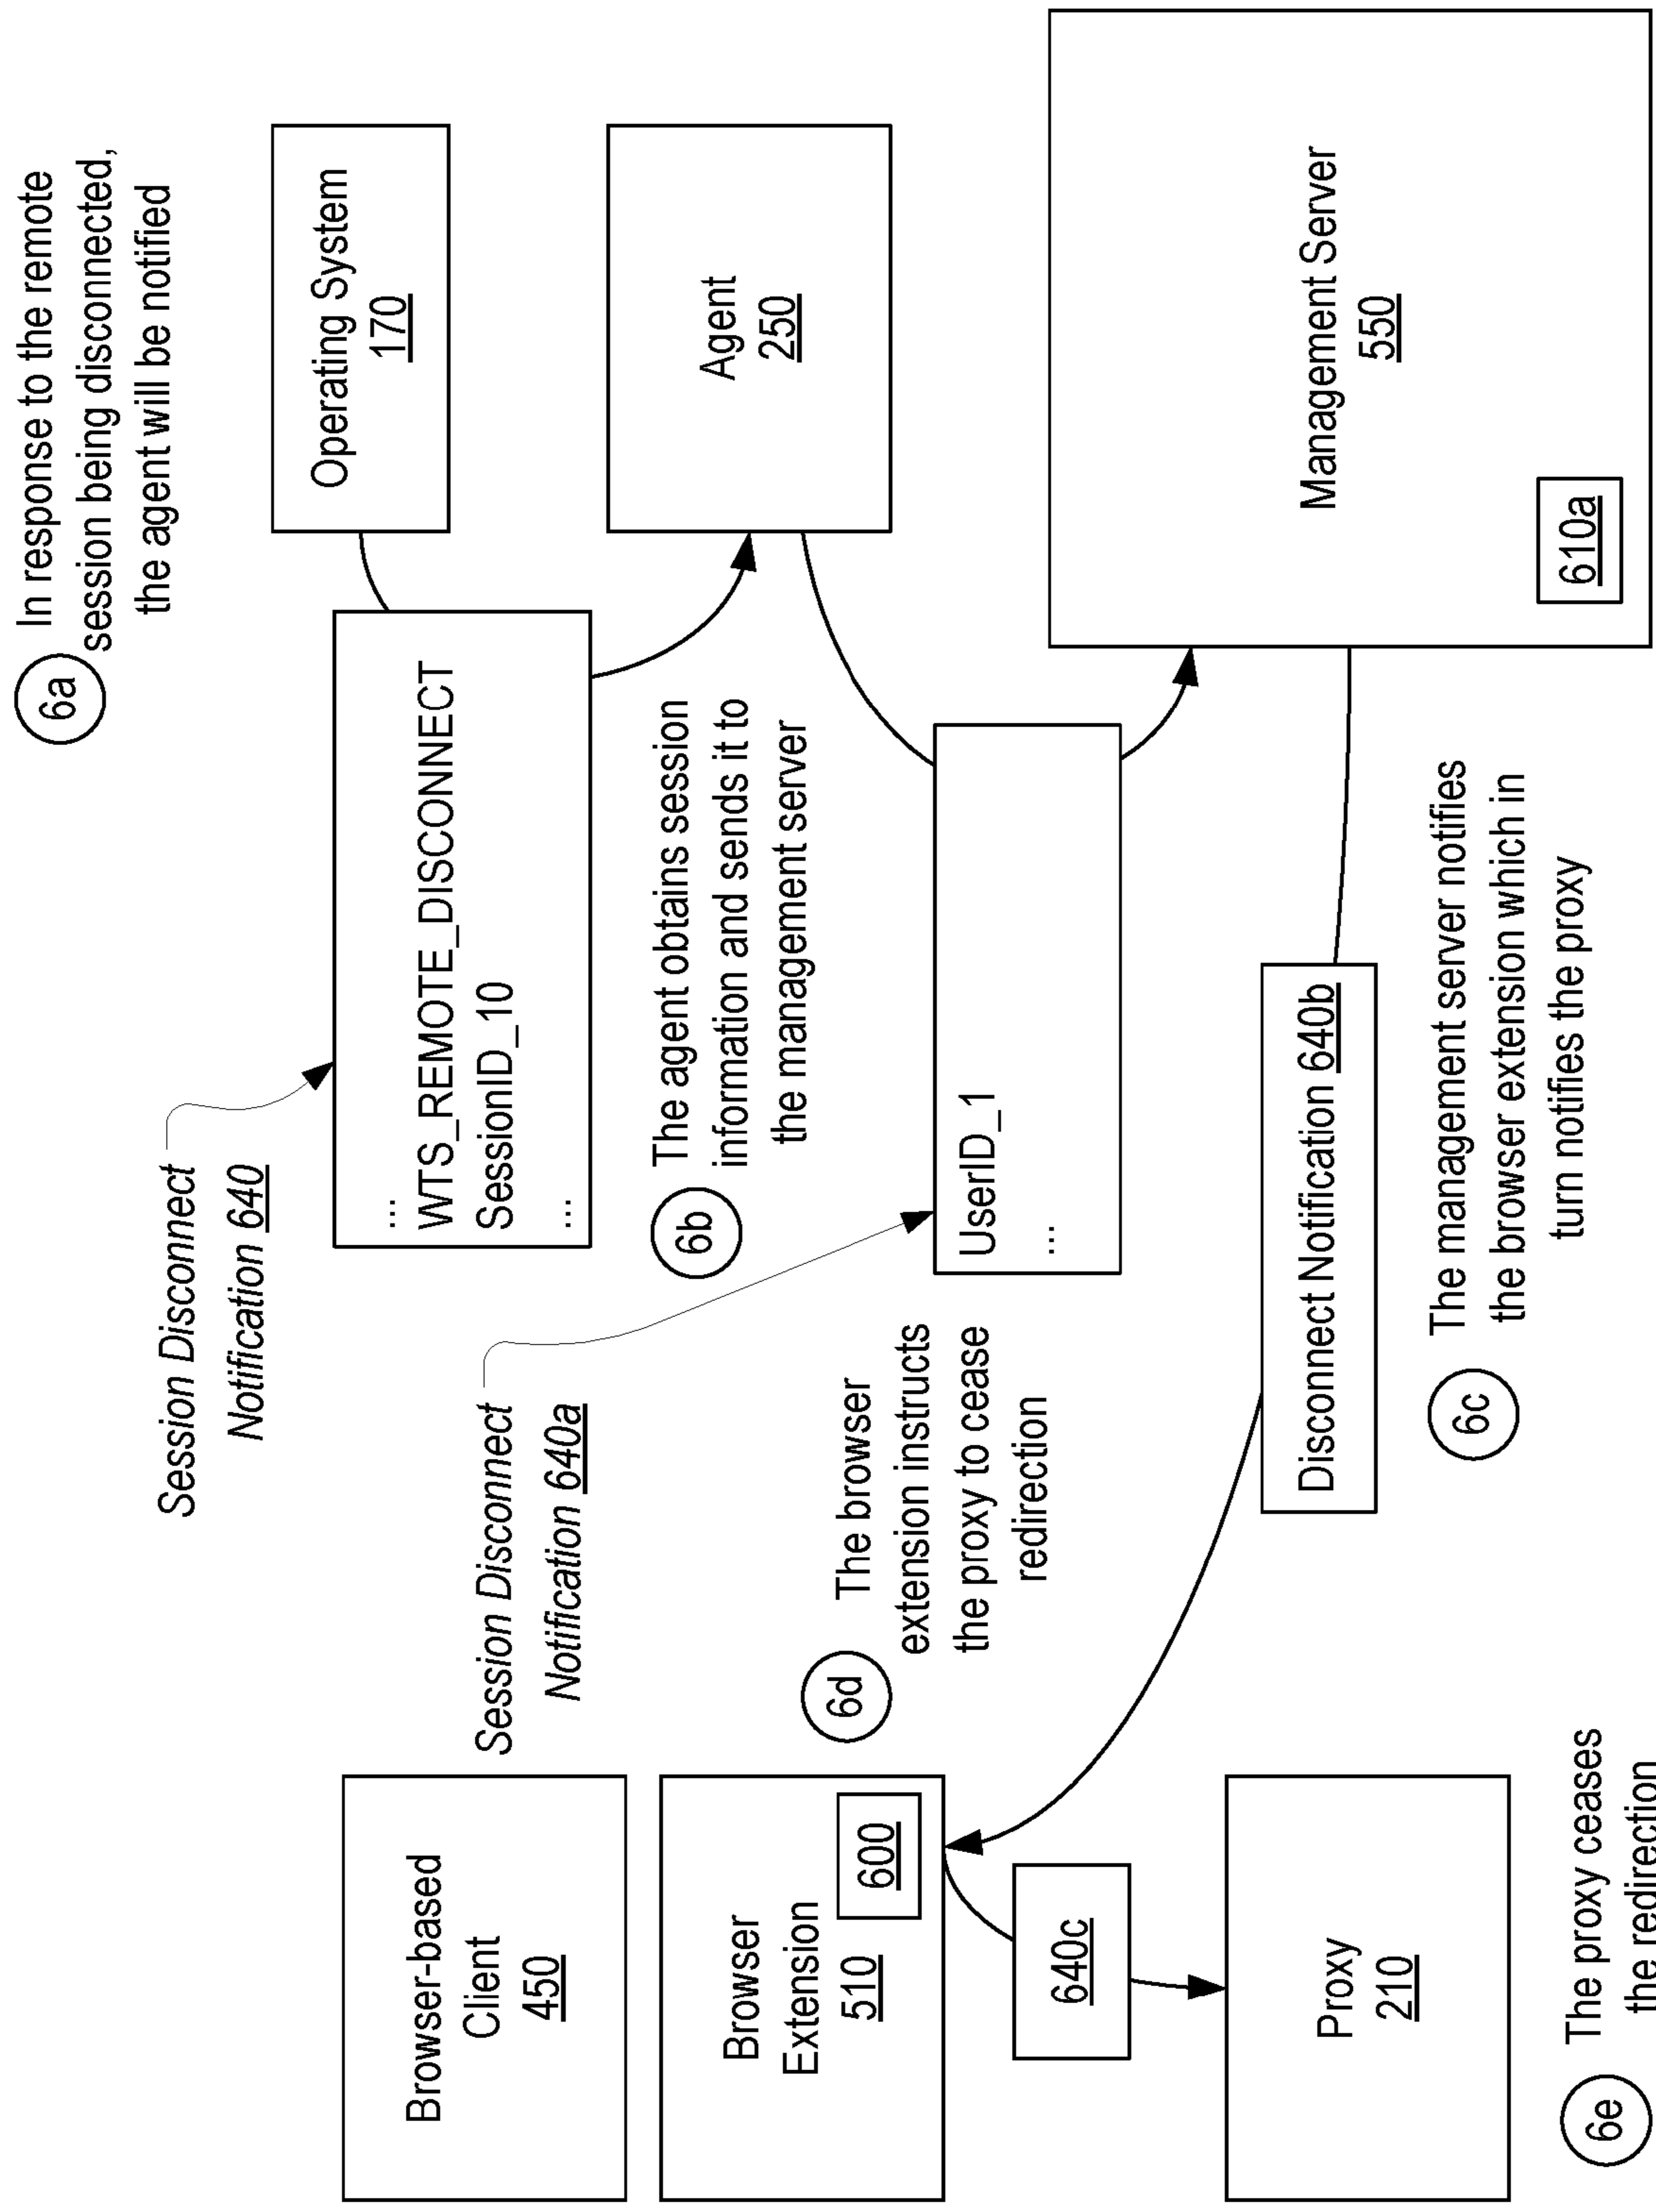 6a
In response to the remote
session being disconnected,
the agent will be notified
Operating System
170
Session Disconnect
Notification 640
...
WTS_REMOTE_DISCONNECT
SessionID_10
...
Browser-based
Client
450
Agent
250
6b
The agent obtains session
information and sends it to
the management server
Session Disconnect
Notification 640a
UserID_1
...
Browser
Extension
510
600
6d
The browser
extension instructs
the proxy to cease
redirection
Management Server
550
610a
Disconnect Notification 640b
6c
The management server notifies
the browser extension which in
turn notifies the proxy
640c
Proxy
210
6e
The proxy ceases
the redirection